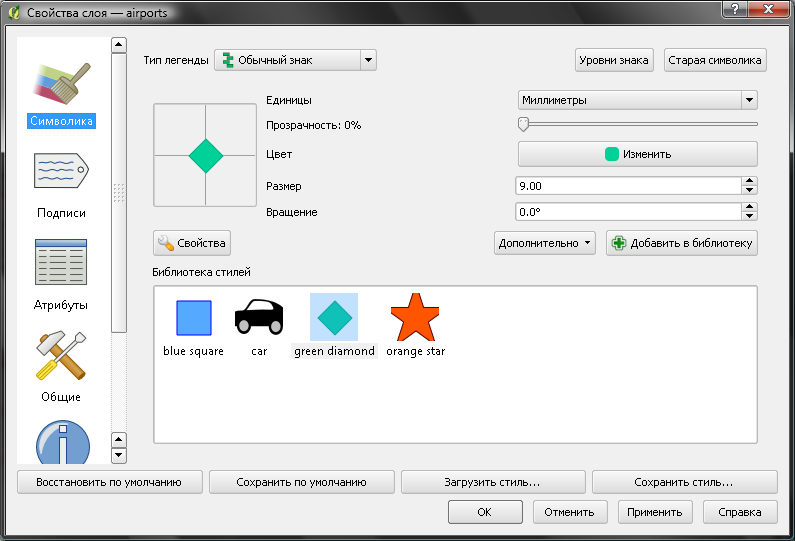 Свойства слоя — airports
Тип легенды
Обычный знак
Уровни знака
Старая символика
Символика
Единицы
Миллиметры
Прозрачность: 0%
Цвет
Изменить
Размер
9.00
Вращение
0.0°
Подписи
Свойства
Дополнительно
Добавить в библиотеку
Библиотека стилей
Атрибуты
blue square
car
green diamond
orange star
Общие
Восстановить по умолчанию
Сохранить по умолчанию
Загрузить стиль...
Сохранить стиль...
OK
Отменить
Применить
Справка